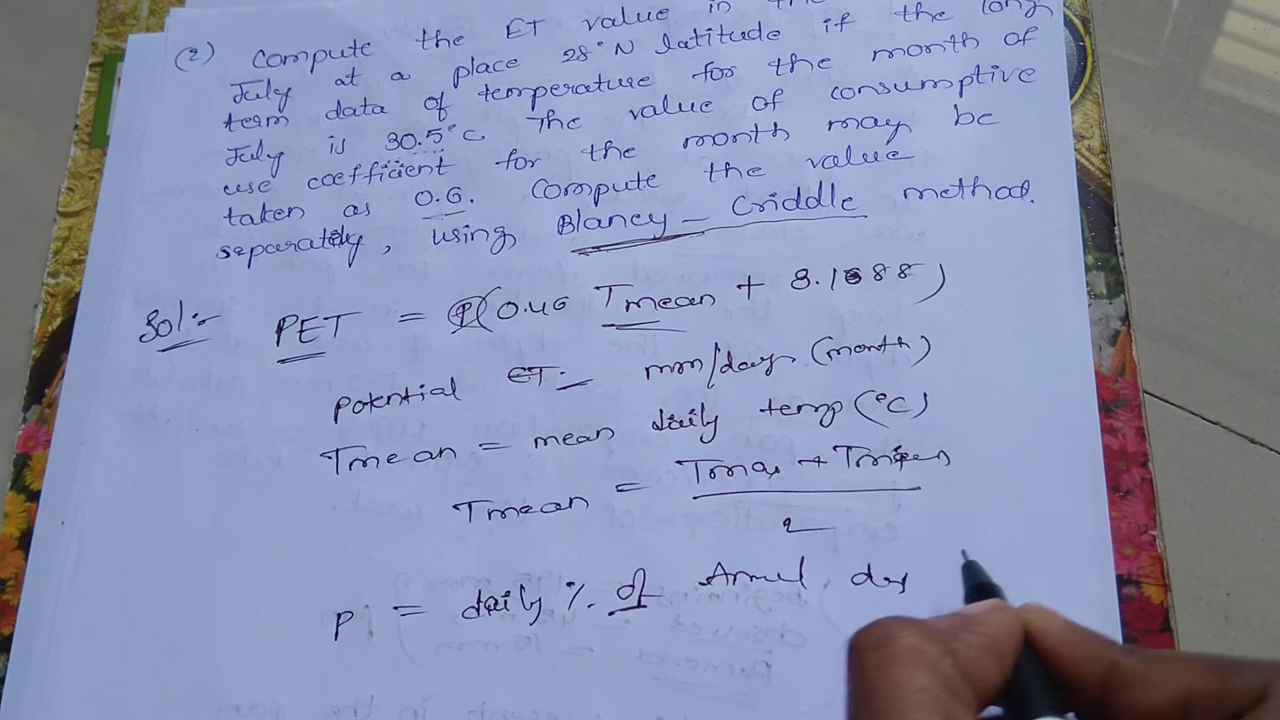 (2) Compute the ET value in the
July at a place 28°N latitude if the long
term data of temperature for the month of
July is 30.5°C. The value of consumptive
use coefficient for the month may be
taken as 0.6. Compute the value
separately, using Blaney - Criddle method.
Sol:- PET = P(0.46 Tmean + 8.1688)
Potential ET:- mm/day (month)
Tmean = mean daily temp (°C)
Tmean = Tmax + Tmin
2
P = daily % of Annul day